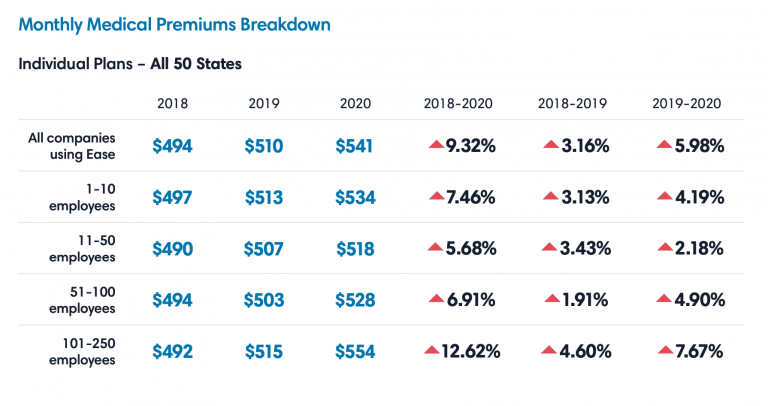 Monthly Medical Premiums Breakdown
Individual Plans – All 50 States
2018 2019 2020 2018-2020 2018-2019 2019-2020
All companies
using Ease
$494 $510 $541 9.32% 3.16% 5.98%
1-10
employees
$497 $513 $534 7.46% 3.13% 4.19%
11-50
employees
$490 $507 $518 5.68% 3.43% 2.18%
51-100
employees
$494 $503 $528 6.91% 1.91% 4.90%
101-250
employees
$492 $515 $554 12.62% 4.60% 7.67%